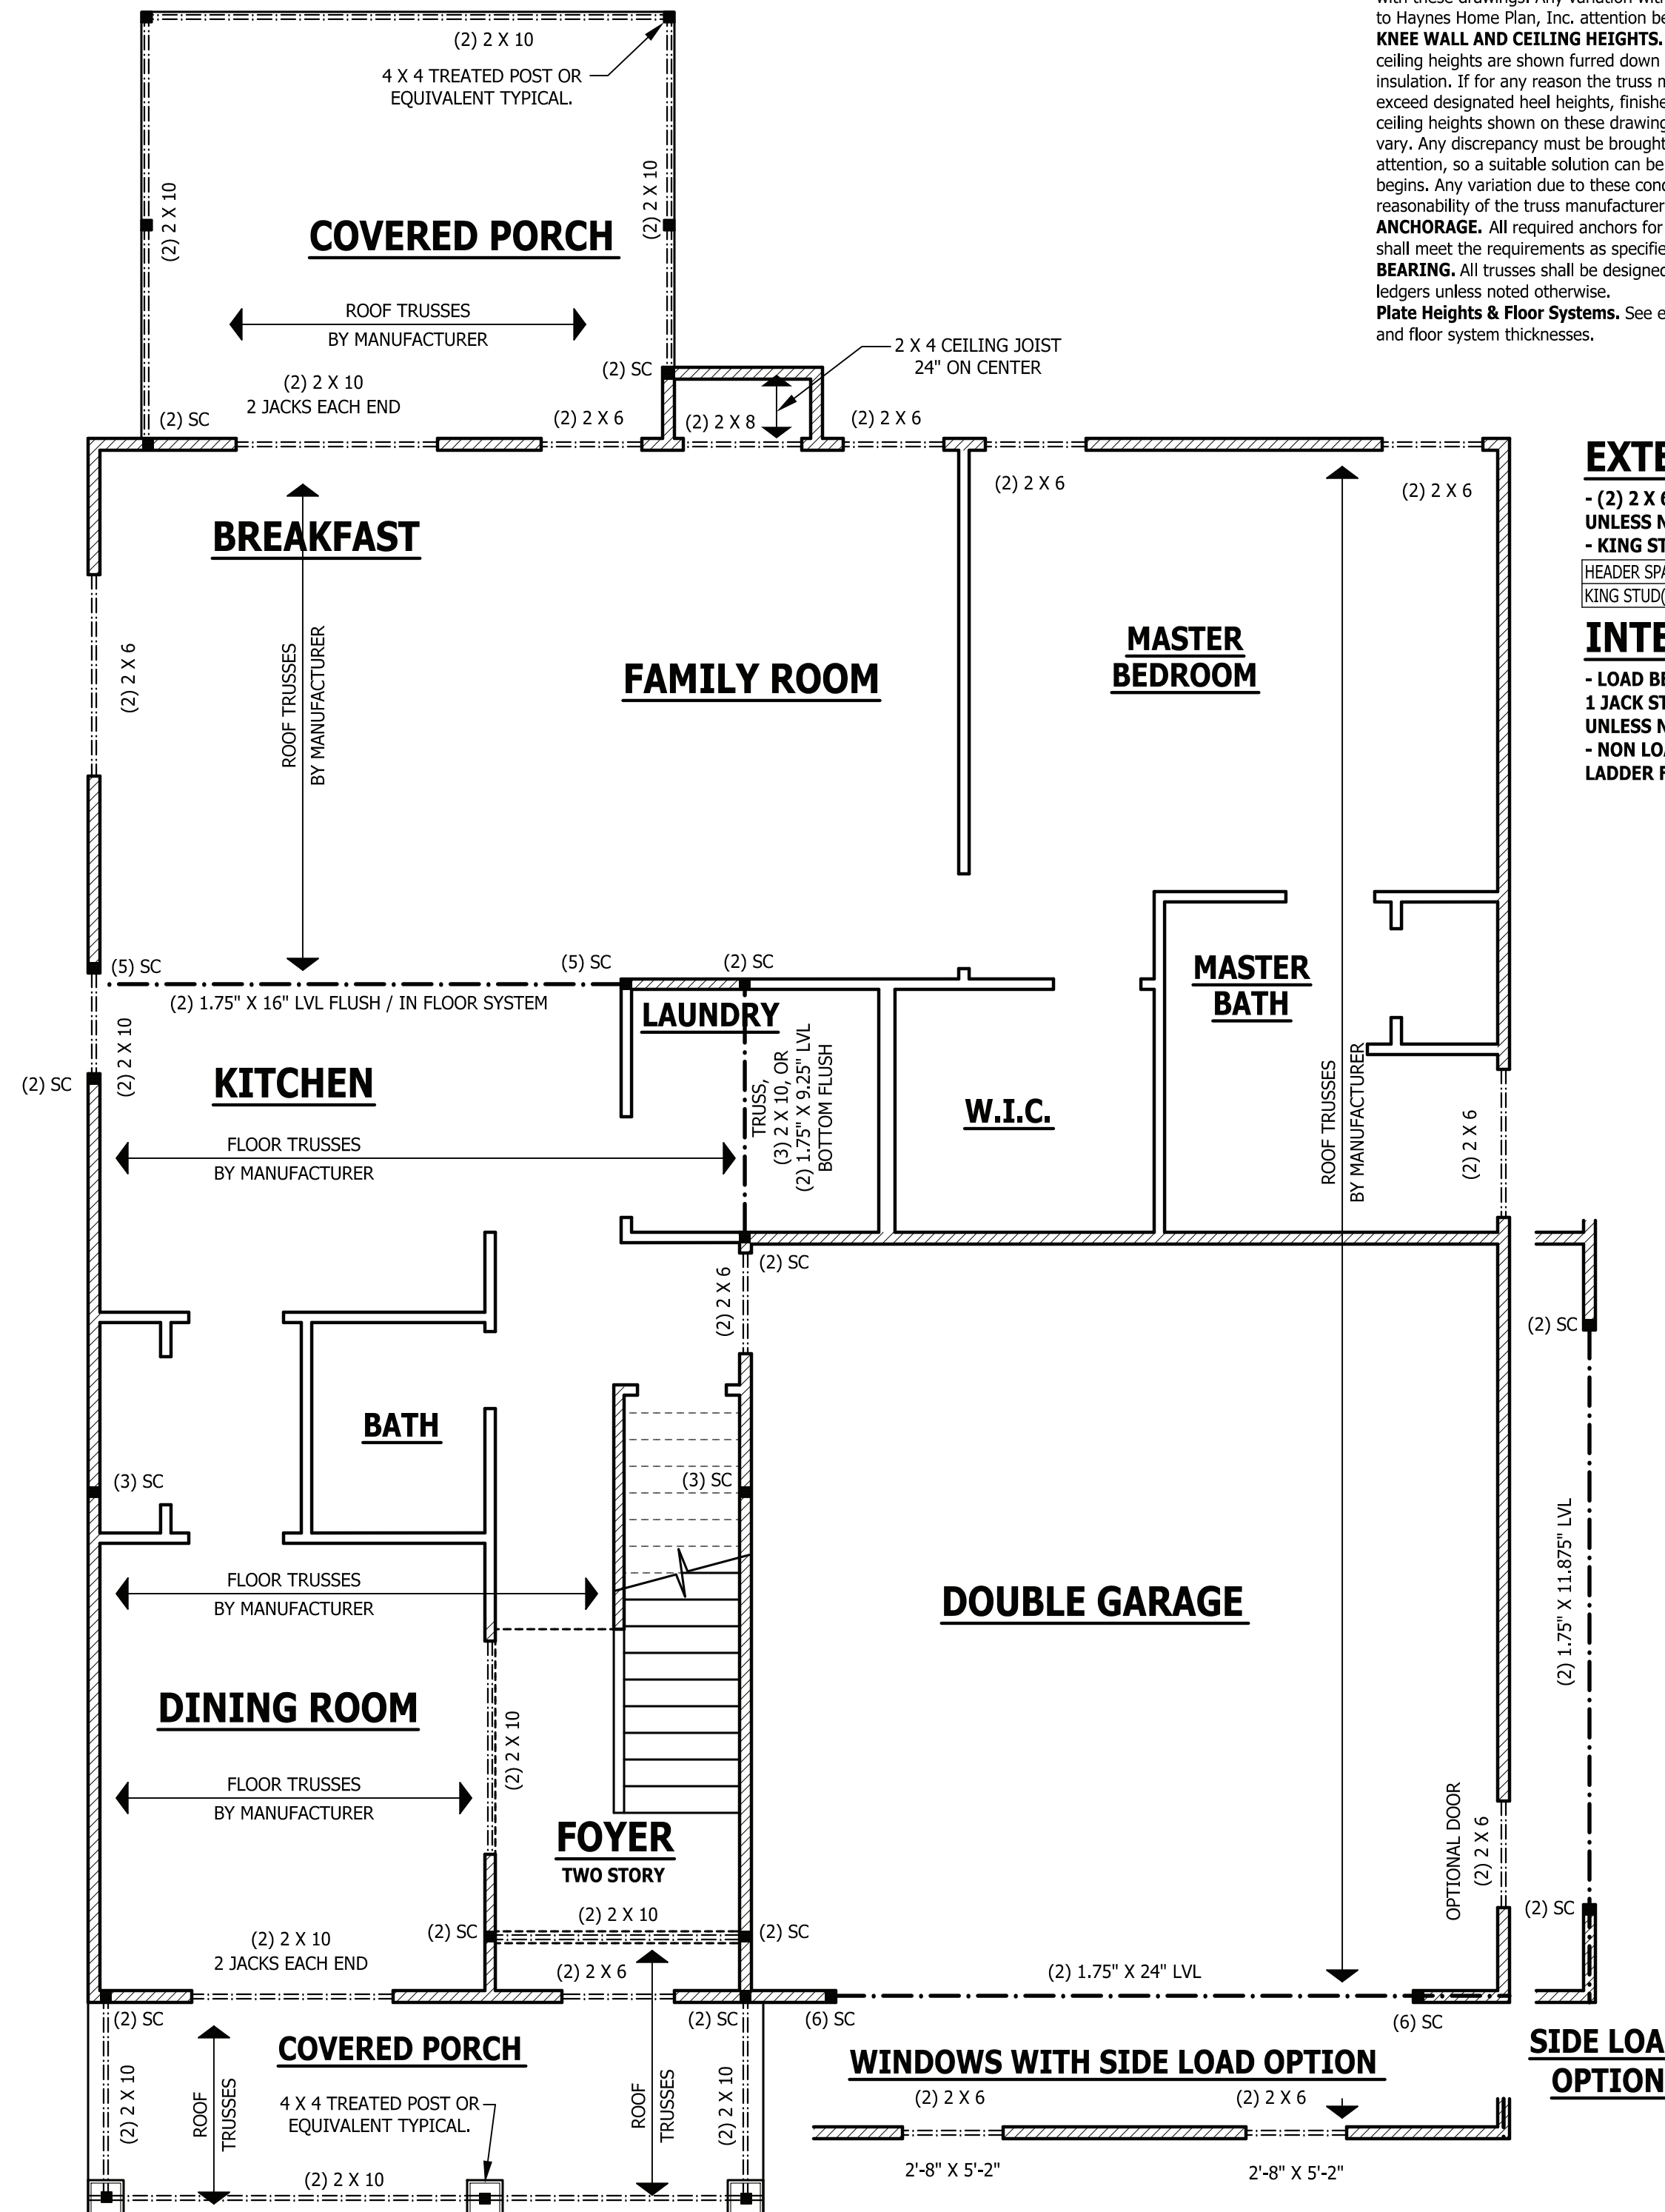 with these drawings. Any variation with
to Haynes Home Plan, Inc. attention be
KNEE WALL AND CEILING HEIGHTS.
ceiling heights are shown furred down
insulation. If for any reason the truss
exceed designated heel heights, finishe
ceiling heights shown on these drawing
vary. Any discrepancy must be brought
attention, so a suitable solution can be
begins. Any variation due to these
reasonability of the truss manufacturer
ANCHORAGE. All required anchors for
shall meet the requirements as specifie
BEARING. All trusses shall be designed
ledgers unless noted otherwise.
Plate Heights & Floor Systems. See
and floor system thicknesses.
(2) 2 X 10
4 X 4 TREATED POST OR
EQUIVALENT TYPICAL.
(2) 2 X 10
(2) 2 X 10
COVERED PORCH
ROOF TRUSSES
BY MANUFACTURER
2 X 4 CEILING JOIST
24" ON CENTER
(2) SC
(2) 2 X 10
2 JACKS EACH END
(2) SC
(2) 2 X 6
(2) 2 X 8
(2) 2 X 6
(2) 2 X 6
(2) 2 X 6
EXTE
- (2) 2 X 6
UNLESS N
- KING ST
HEADER SPA
KING STUD(
INTE
- LOAD BE
1 JACK ST
UNLESS N
- NON LOA
LADDER F
BREAKFAST
(2) 2 X 6
ROOF TRUSSES
BY MANUFACTURER
FAMILY ROOM
MASTER
BEDROOM
(5) SC
(5) SC
(2) SC
(2) 1.75" X 16" LVL FLUSH / IN FLOOR SYSTEM
LAUNDRY
MASTER
BATH
(2) 2 X 10
(2) SC
KITCHEN
TRUSS,
(3) 2 X 10, OR
(2) 1.75" X 9.25" LVL
BOTTOM FLUSH
W.I.C.
ROOF TRUSSES
BY MANUFACTURER
(2) 2 X 6
FLOOR TRUSSES
BY MANUFACTURER
(2) SC
(2) 2 X 6
(2) SC
BATH
(3) SC
(3) SC
(2) 1.75" X 11.875" LVL
FLOOR TRUSSES
BY MANUFACTURER
DOUBLE GARAGE
DINING ROOM
(2) 2 X 10
FLOOR TRUSSES
BY MANUFACTURER
OPTIONAL DOOR
(2) 2 X 6
FOYER
TWO STORY
(2) SC
(2) 2 X 10
(2) SC
(2) SC
(2) 2 X 10
2 JACKS EACH END
(2) 2 X 6
(2) 1.75" X 24" LVL
(2) SC
(2) SC
(6) SC
(6) SC
COVERED PORCH
WINDOWS WITH SIDE LOAD OPTION
SIDE LOA
OPTION
(2) 2 X 10
ROOF
TRUSSES
4 X 4 TREATED POST OR
EQUIVALENT TYPICAL.
ROOF
TRUSSES
(2) 2 X 10
(2) 2 X 6
(2) 2 X 6
(2) 2 X 10
2'-8" X 5'-2"
2'-8" X 5'-2"